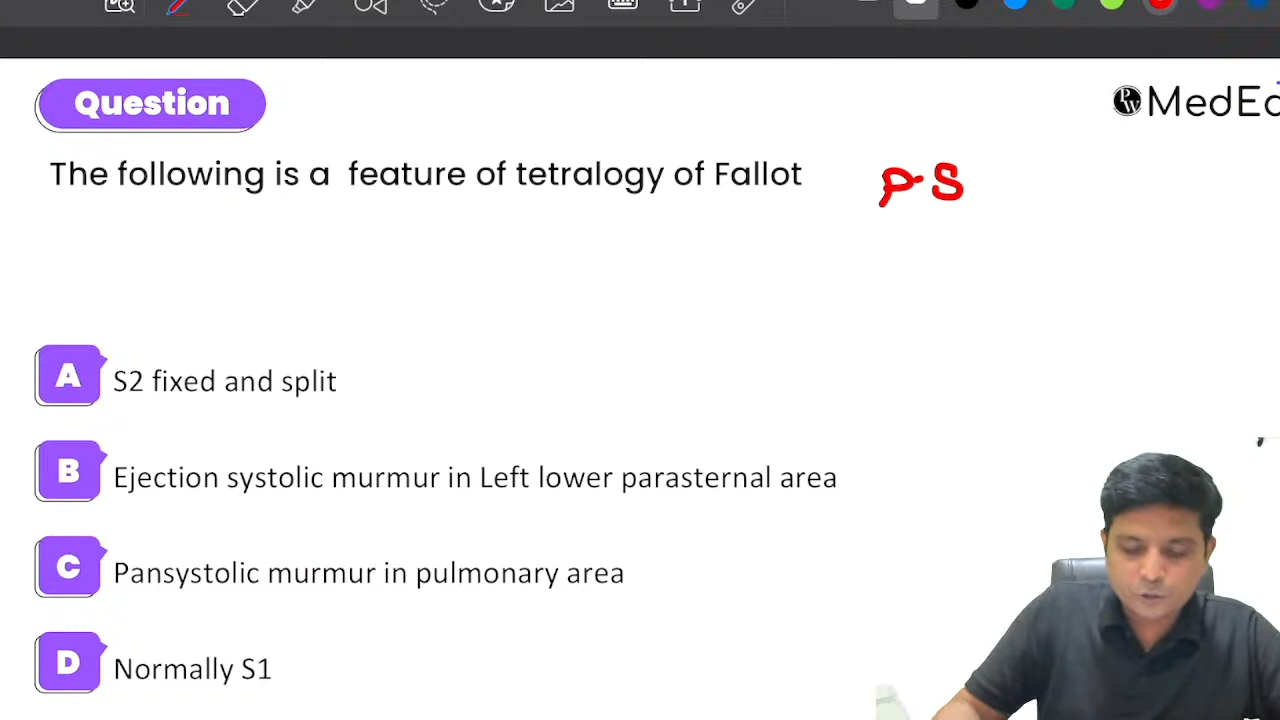 Question
PW MedEd
The following is a feature of tetralogy of Fallot
P S
A S2 fixed and split
B Ejection systolic murmur in Left lower parasternal area
C Pansystolic murmur in pulmonary area
D Normally S1